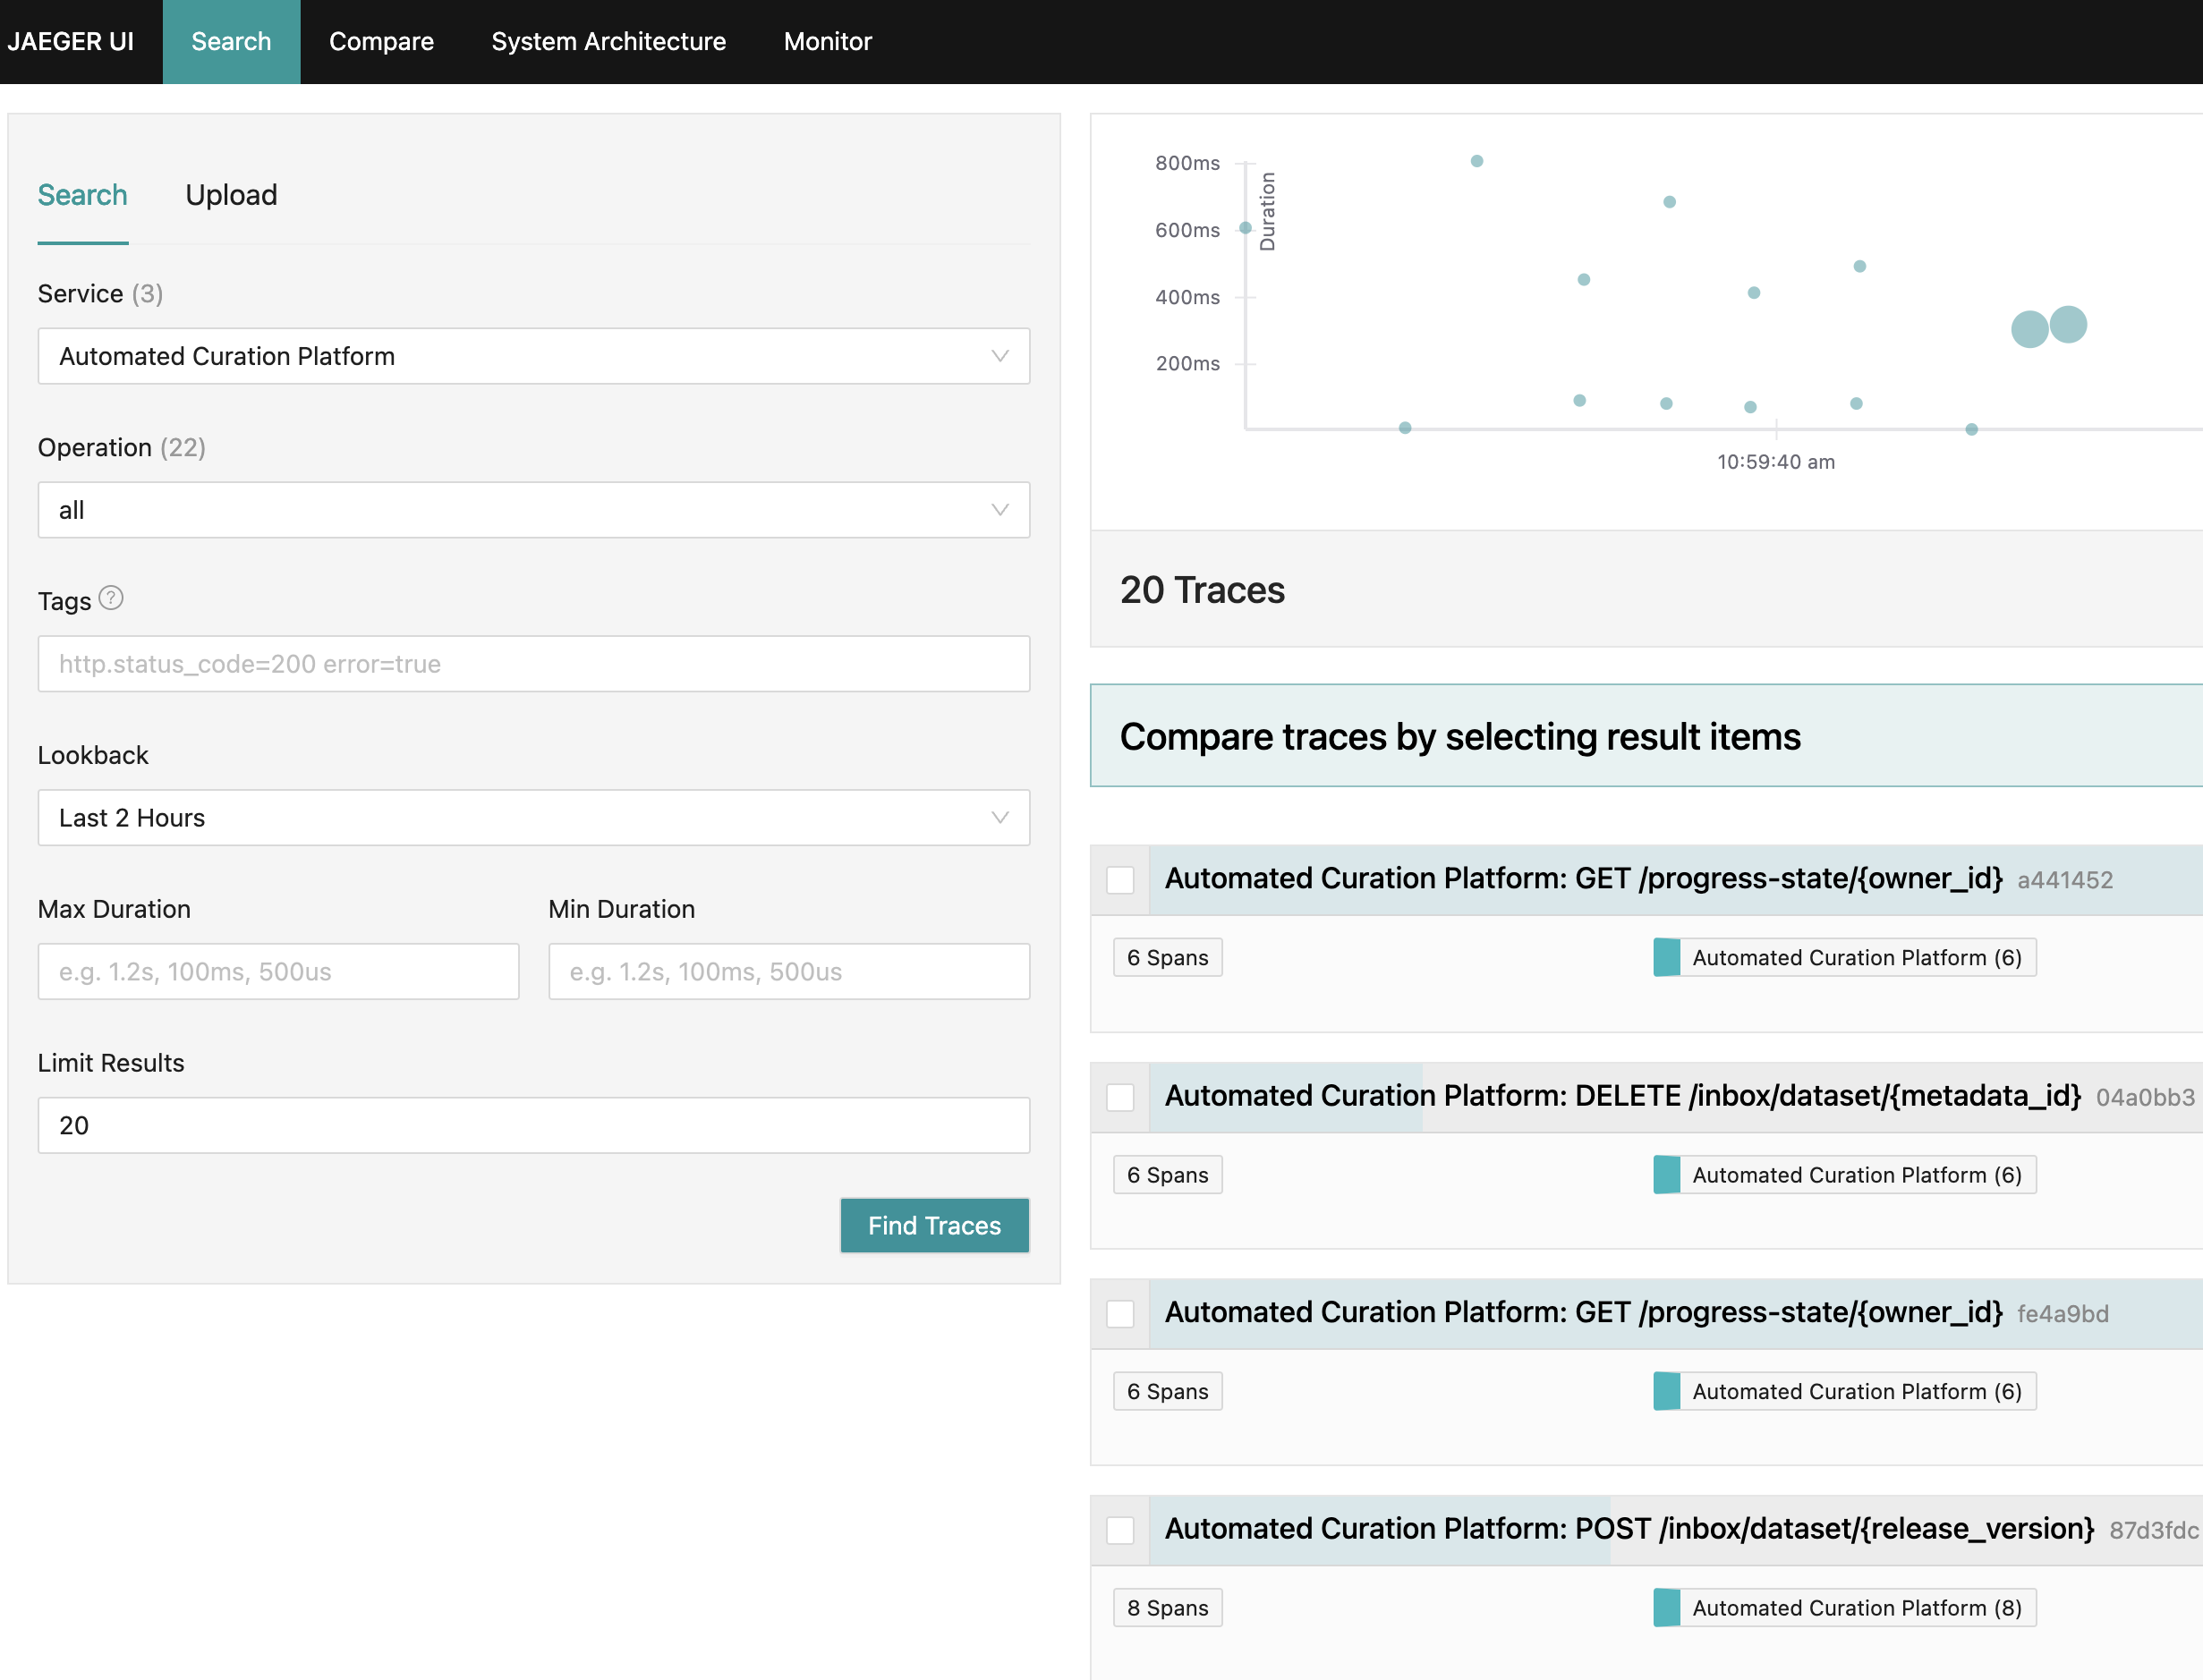 JAEGER UI Search Compare System Architecture Monitor
Search Upload
Service (3)
Automated Curation Platform
Operation (22)
all
Tags ?
http.status_code=200 error=true
Lookback
Last 2 Hours
Max Duration Min Duration
e.g. 1.2s, 100ms, 500us e.g. 1.2s, 100ms, 500us
Limit Results
20
Find Traces
800ms
600ms
400ms
200ms
Duration
10:59:40 am
20 Traces
Compare traces by selecting result items
Automated Curation Platform: GET /progress-state/{owner_id} a441452
6 Spans Automated Curation Platform (6)
Automated Curation Platform: DELETE /inbox/dataset/{metadata_id} 04a0bb3
6 Spans Automated Curation Platform (6)
Automated Curation Platform: GET /progress-state/{owner_id} fe4a9bd
6 Spans Automated Curation Platform (6)
Automated Curation Platform: POST /inbox/dataset/{release_version} 87d3fdc
8 Spans Automated Curation Platform (8)